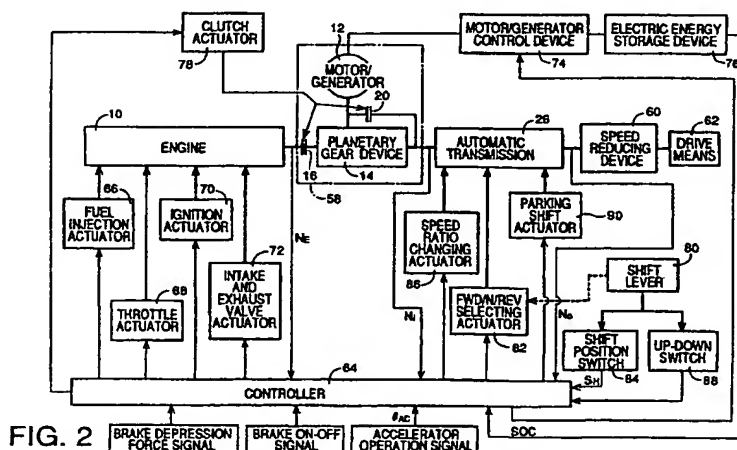 CLUTCH
ACTUATOR
78
12
MOTOR/
GENERATOR
20
MOTOR/GENERATOR
CONTROL DEVICE
74
ELECTRIC ENERGY
STORAGE DEVICE
76
10
ENGINE
16
58
PLANETARY
GEAR DEVICE
14
26
AUTOMATIC
TRANSMISSION
60
SPEED
REDUCING
DEVICE
62
DRIVE
MEANS
66
FUEL
INJECTION
ACTUATOR
70
IGNITION
ACTUATOR
72
INTAKE
AND
EXHAUST
VALVE
ACTUATOR
THROTTLE
ACTUATOR
68
NE
SPEED
RATIO
CHANGING
ACTUATOR
86
Ni
PARKING
SHIFT
ACTUATOR
90
FWD/N/REV
SELECTING
ACTUATOR
82
No
SHIFT
LEVER
80
SHIFT
POSITION
SWITCH
84
UP-DOWN
SWITCH
88
SH
64
CONTROLLER
θAC
SOC
FIG. 2
BRAKE DEPRESSION
FORCE SIGNAL
BRAKE ON-OFF
SIGNAL
ACCELERATOR
OPERATION SIGNAL